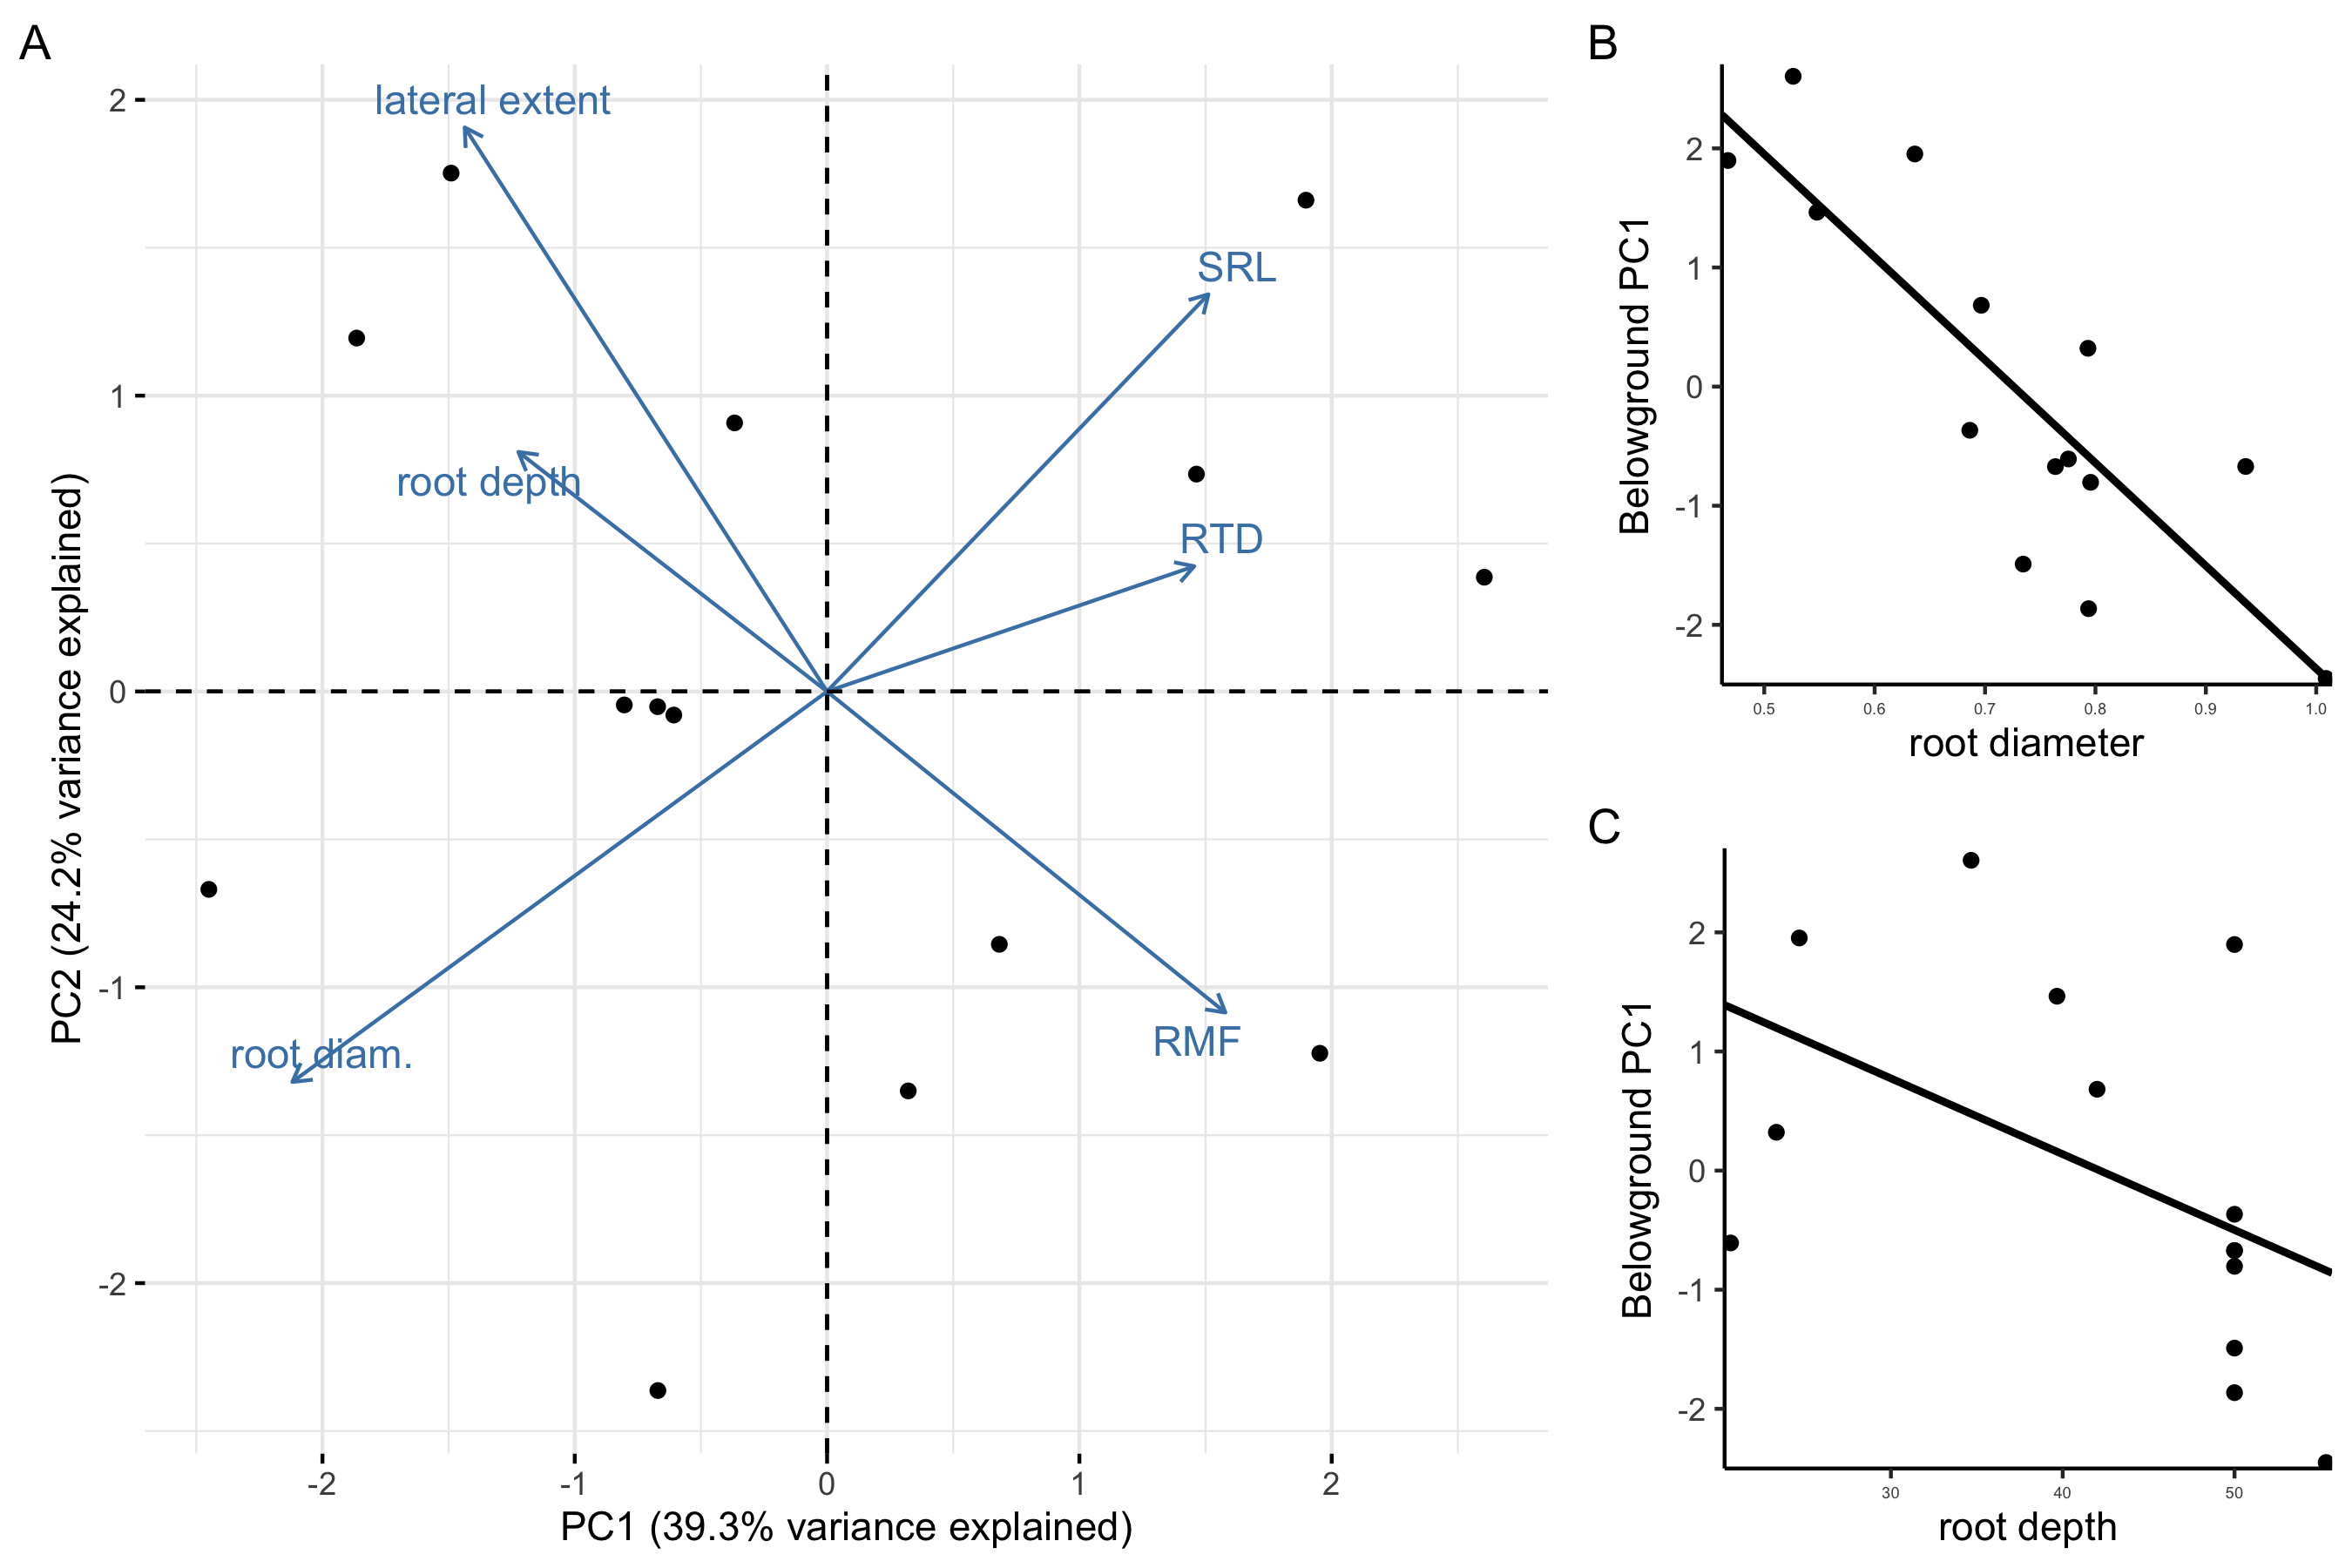 A
2
1
0
-1
-2
PC2 (24.2% variance explained)
lateral extent
SRL
root depth
RTD
root diam.
RMF
-2
-1
0
1
2
PC1 (39.3% variance explained)
B
2
1
0
-1
-2
Belowground PC1
0.5
0.6
0.7
0.8
0.9
1.0
root diameter
C
2
1
0
-1
-2
Belowground PC1
30
40
50
root depth